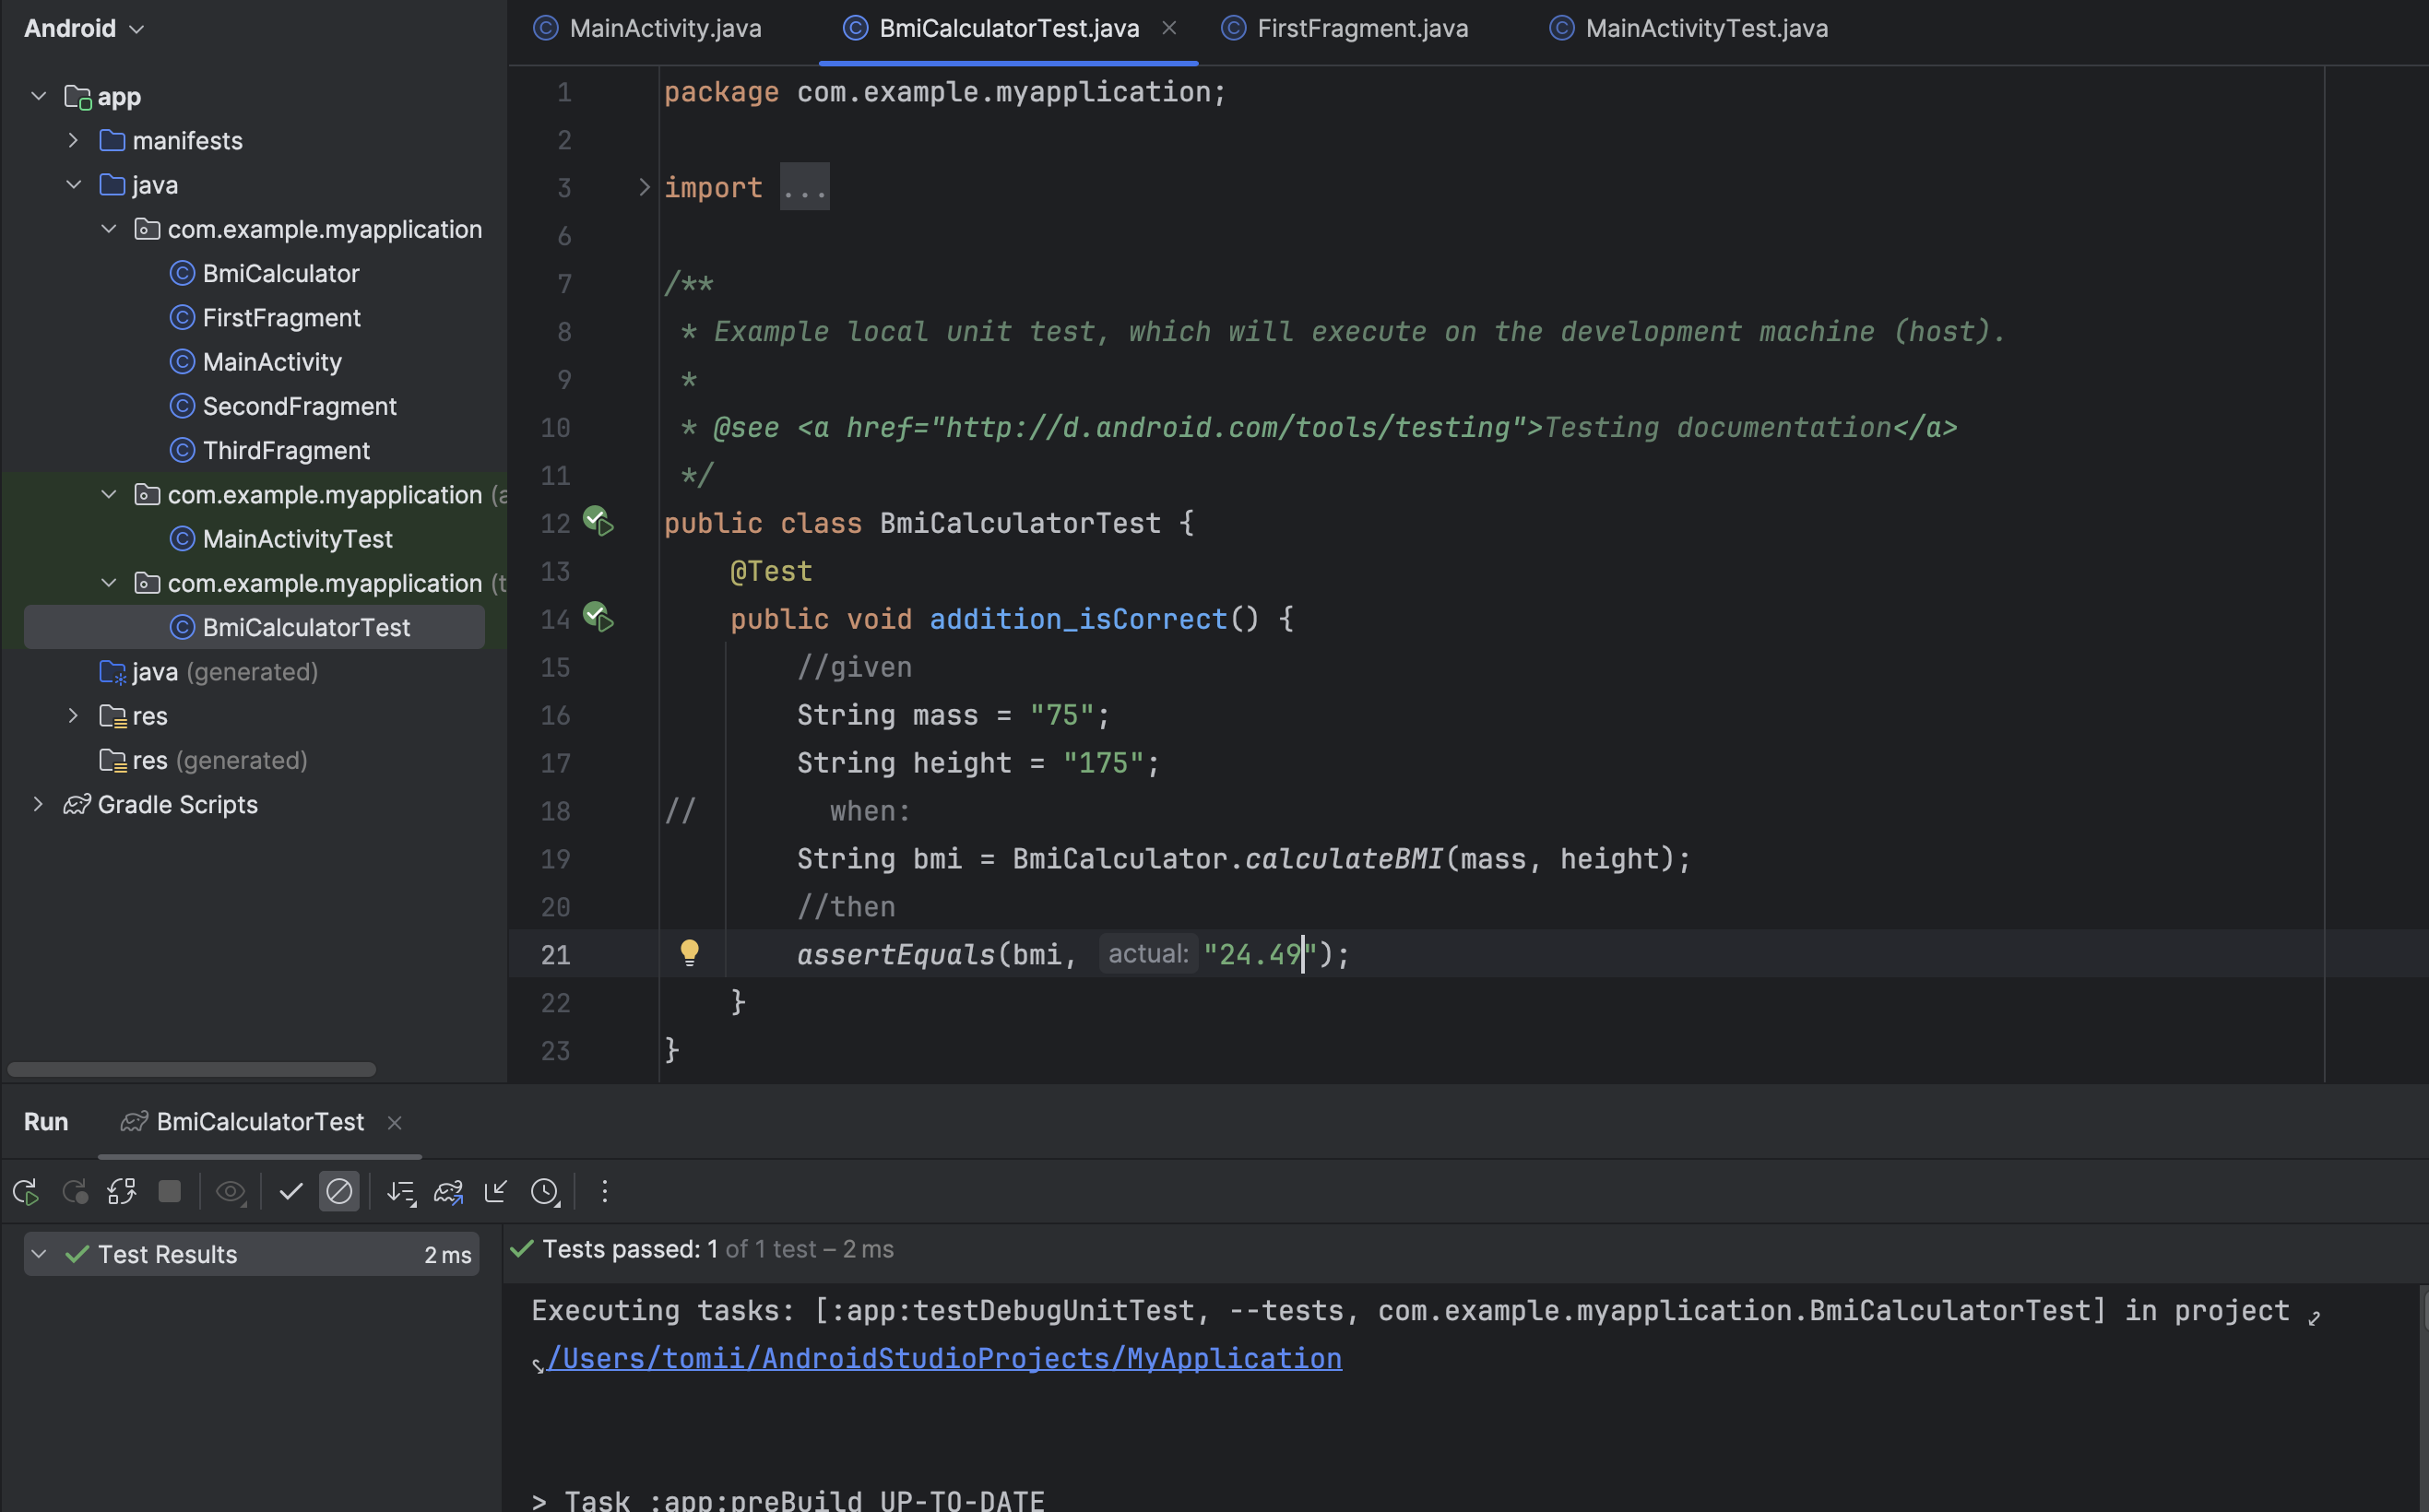 Android
app
manifests
java
com.example.myapplication
BmiCalculator
FirstFragment
MainActivity
SecondFragment
ThirdFragment
com.example.myapplication (a
MainActivityTest
com.example.myapplication (t
BmiCalculatorTest
java (generated)
res
res (generated)
Gradle Scripts
MainActivity.java BmiCalculatorTest.java FirstFragment.java MainActivityTest.java
1 package com.example.myapplication;
2
3 import ...
6
7 /**
8 * Example local unit test, which will execute on the development machine (host).
9 *
10 * @see <a href="http://d.android.com/tools/testing">Testing documentation</a>
11 */
12 public class BmiCalculatorTest {
13 @Test
14 public void addition_isCorrect() {
15 //given
16 String mass = "75";
17 String height = "175";
18 // when:
19 String bmi = BmiCalculator.calculateBMI(mass, height);
20 //then
21 assertEquals(bmi, actual: "24.49");
22 }
23 }
Run BmiCalculatorTest
Test Results 2 ms
Tests passed: 1 of 1 test – 2 ms
Executing tasks: [:app:testDebugUnitTest, --tests, com.example.myapplication.BmiCalculatorTest] in project
/Users/tomii/AndroidStudioProjects/MyApplication
> Task :app:preBuild UP-TO-DATE